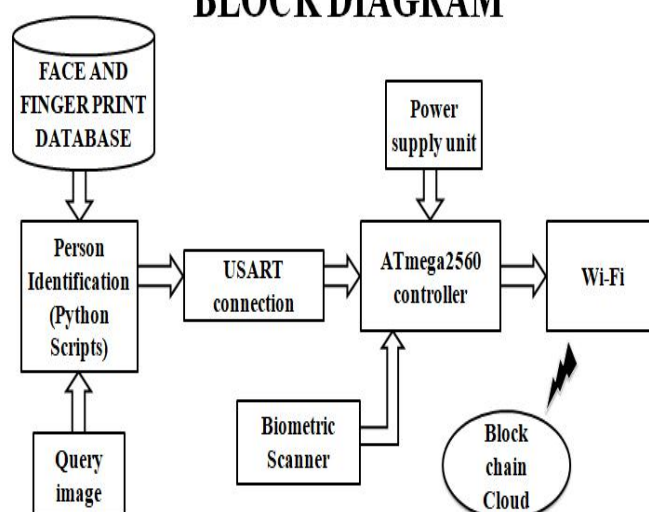 BLOCK DIAGRAM
FACE AND
FINGER PRINT
DATABASE
Power
supply unit
Person
Identification
(Python
Scripts)
USART
connection
ATmega2560
controller
Wi-Fi
Biometric
Scanner
Query
image
Block
chain
Cloud